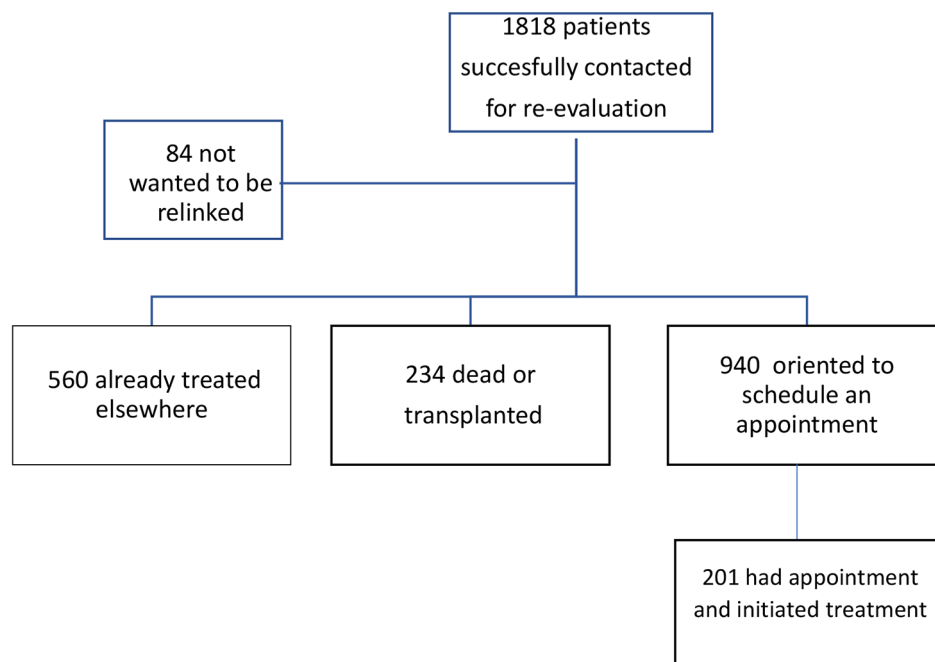 1818 patients
succesfully contacted
for re-evaluation
84 not
wanted to be
relinked
560 already treated
elsewhere
234 dead or
transplanted
940 oriented to
schedule an
appointment
201 had appointment
and initiated treatment